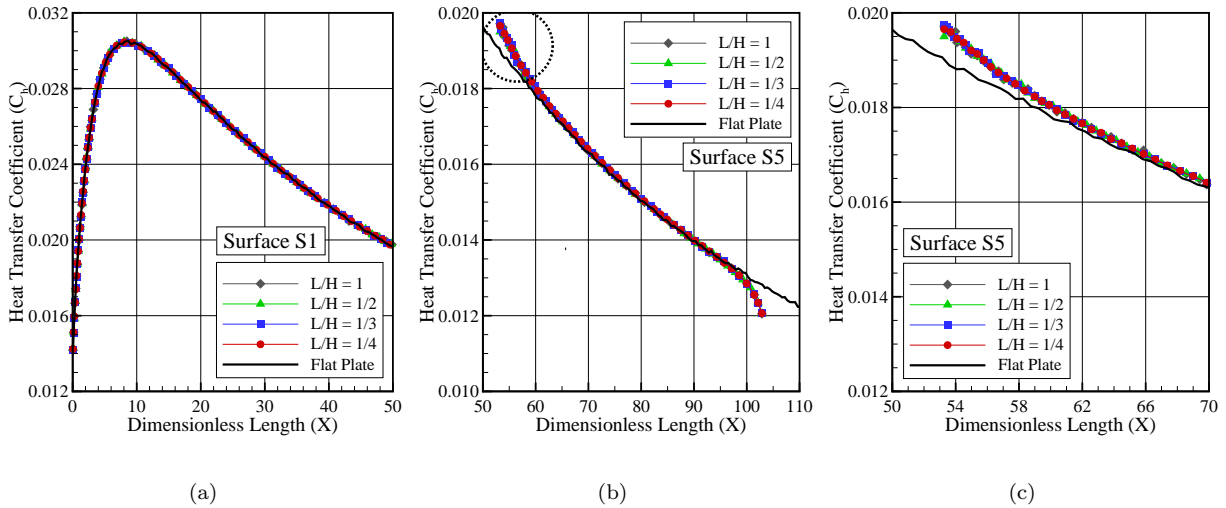 Heat Transfer Coefficient (C_h)
0.032
0.028
0.024
0.020
0.016
0.012
0
10
20
30
40
50
Dimensionless Length (X)
Surface S1
L/H = 1
L/H = 1/2
L/H = 1/3
L/H = 1/4
Flat Plate
(a)
Heat Transfer Coefficient (C_h)
0.020
0.018
0.016
0.014
0.012
0.010
50
60
70
80
90
100
110
Dimensionless Length (X)
L/H = 1
L/H = 1/2
L/H = 1/3
L/H = 1/4
Flat Plate
Surface S5
(b)
Heat Transfer Coefficient (C_h)
0.020
0.018
0.016
0.014
0.012
50
54
58
62
66
70
Dimensionless Length (X)
Surface S5
L/H = 1
L/H = 1/2
L/H = 1/3
L/H = 1/4
Flat Plate
(c)